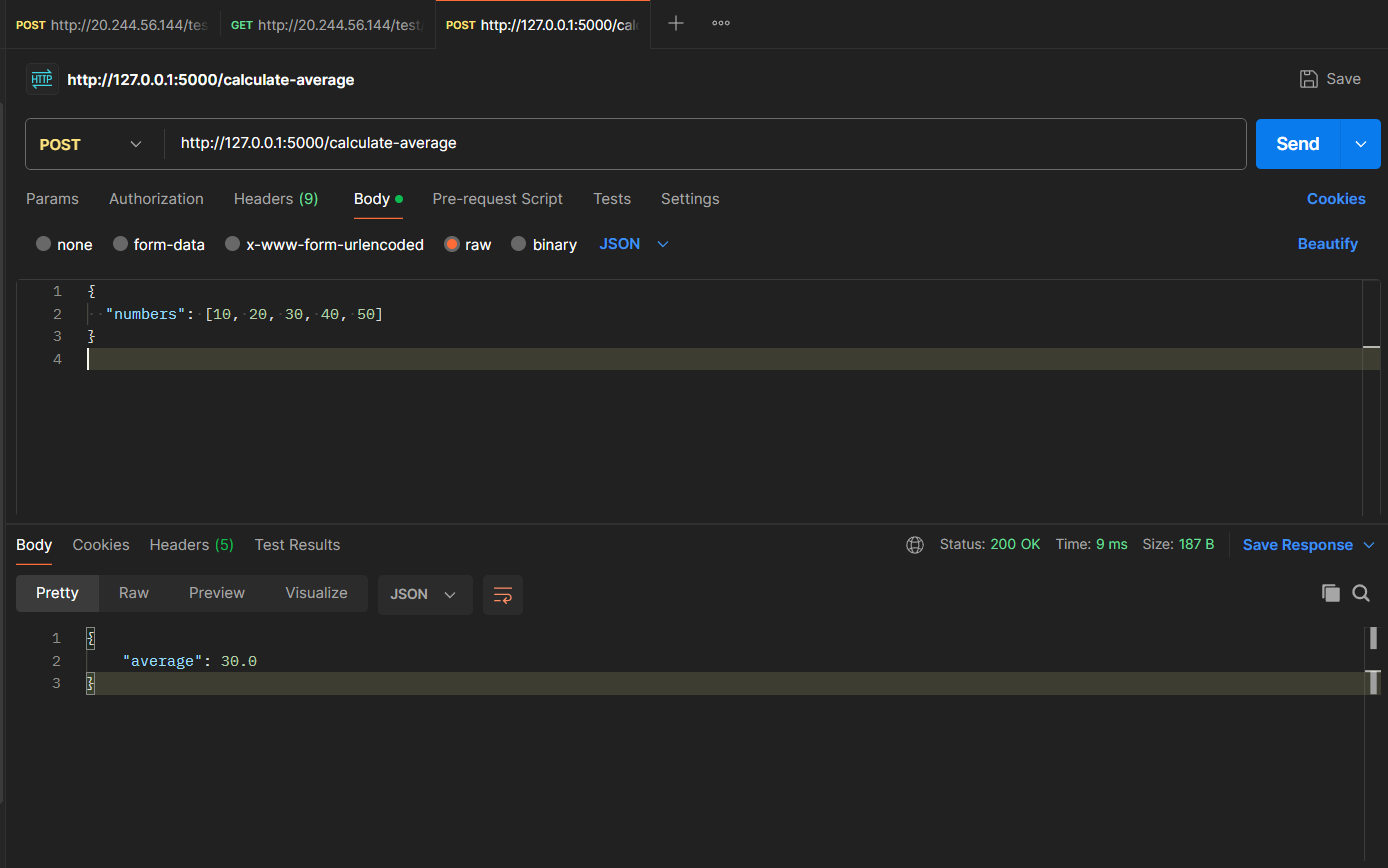 POST http://20.244.56.144/tes GET http://20.244.56.144/test/ POST http://127.0.0.1:5000/cal
HTTP http://127.0.0.1:5000/calculate-average Save
POST http://127.0.0.1:5000/calculate-average Send
Params Authorization Headers (9) Body Pre-request Script Tests Settings Cookies
none form-data x-www-form-urlencoded raw binary JSON Beautify
1 {
2 "numbers": [10, 20, 30, 40, 50]
3 }
4
Body Cookies Headers (5) Test Results Status: 200 OK Time: 9 ms Size: 187 B Save Response
Pretty Raw Preview Visualize JSON
1 {
2 "average": 30.0
3 }